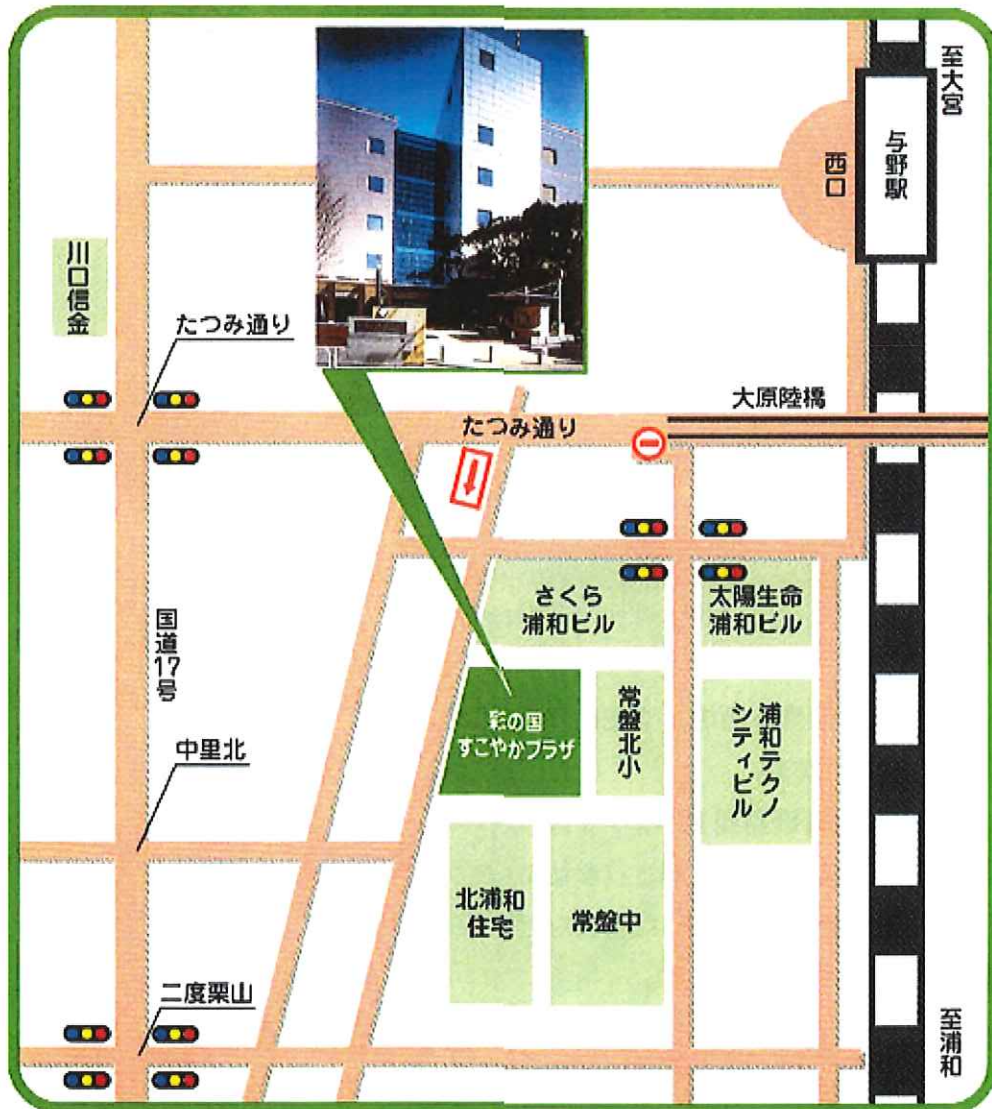 至大宮
与野駅
西口
川口信金
たつみ通り
大原陸橋
たつみ通り
さくら
浦和ビル
太陽生命
浦和ビル
国道17号
彩の国
すこやかプラザ
常盤北小
浦和テクノ
シティビル
中里北
北浦和
住宅
常盤中
二度栗山
至浦和